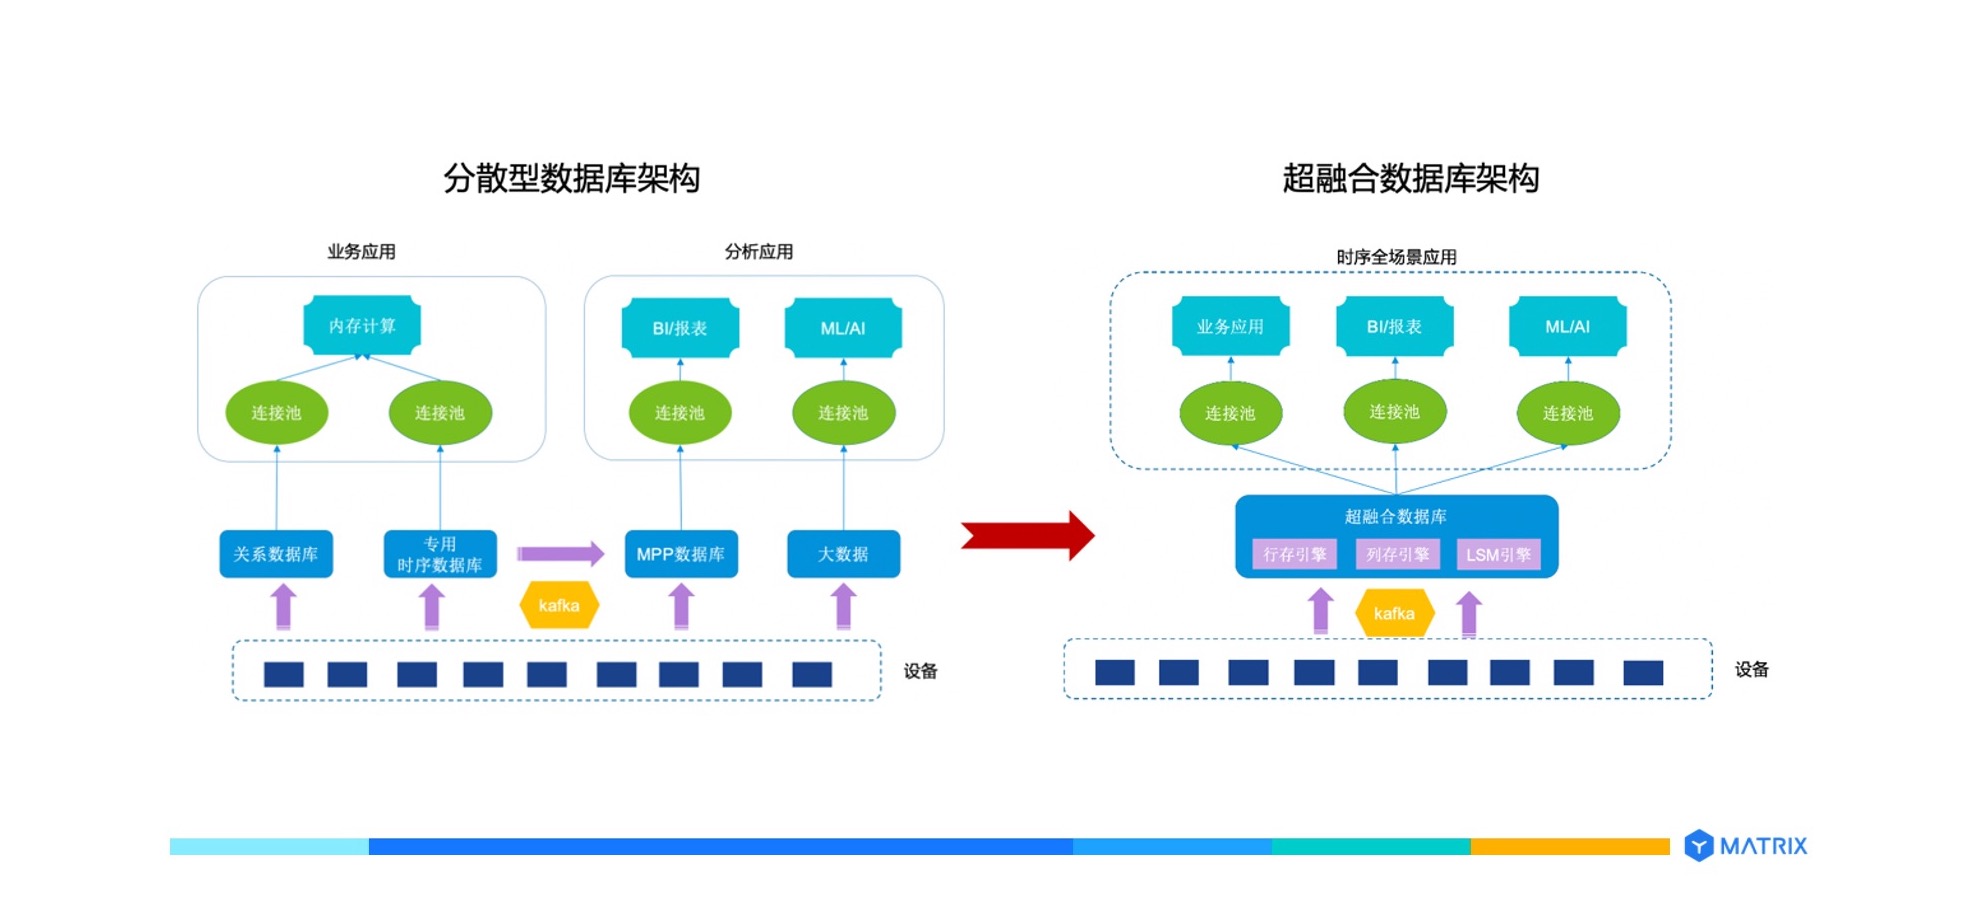 分散型数据库架构
业务应用
分析应用
内存计算
BI/报表
ML/AI
连接池
连接池
连接池
连接池
关系数据库
专用
时序数据库
MPP数据库
大数据
kafka
设备
超融合数据库架构
时序全场景应用
业务应用
BI/报表
ML/AI
连接池
连接池
连接池
超融合数据库
行存引擎
列存引擎
LSM引擎
kafka
设备
MATRIX